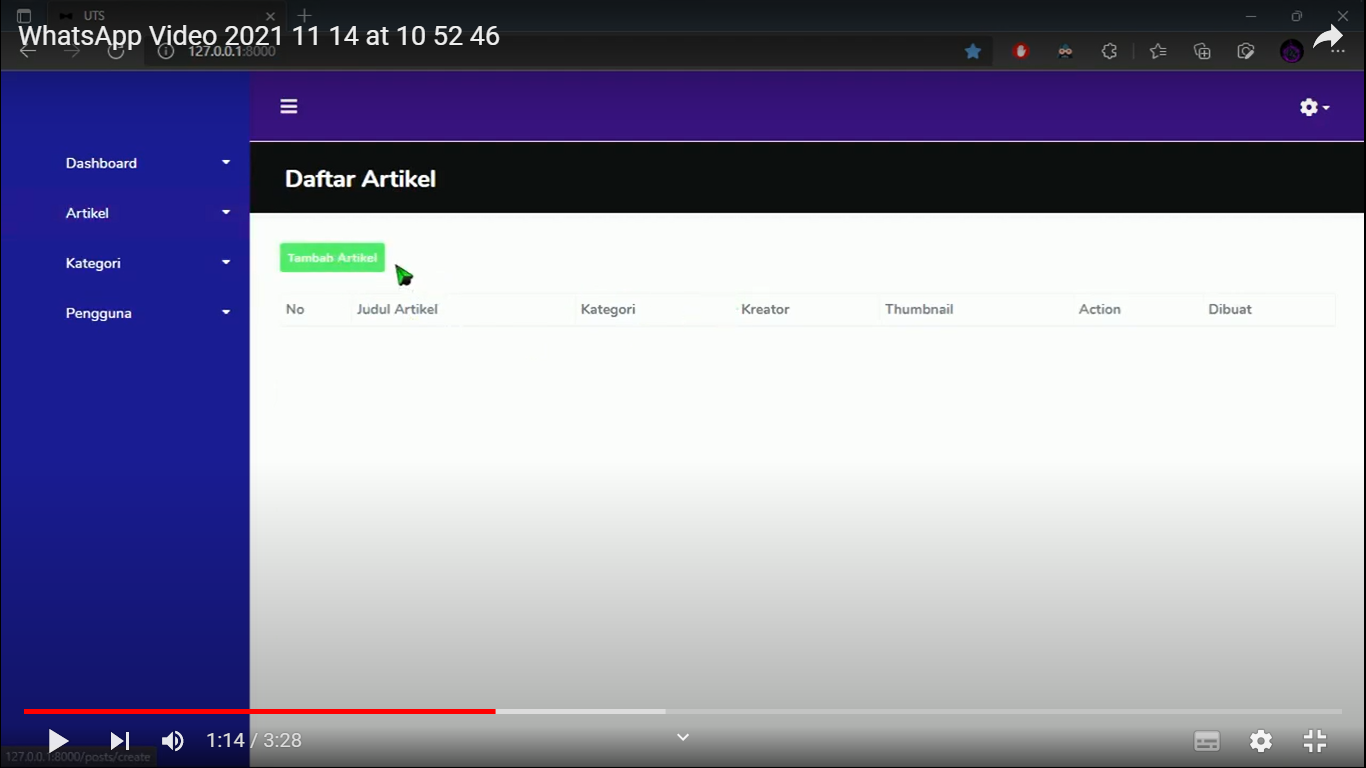 UTS
WhatsApp Video 2021 11 14 at 10 52 46
127.0.0.1:8000
Dashboard
Artikel
Kategori
Pengguna
Daftar Artikel
Tambah Artikel
No Judul Artikel Kategori Kreator Thumbnail Action Dibuat
1:14 / 3:28
127.0.0.1:8000/posts/create